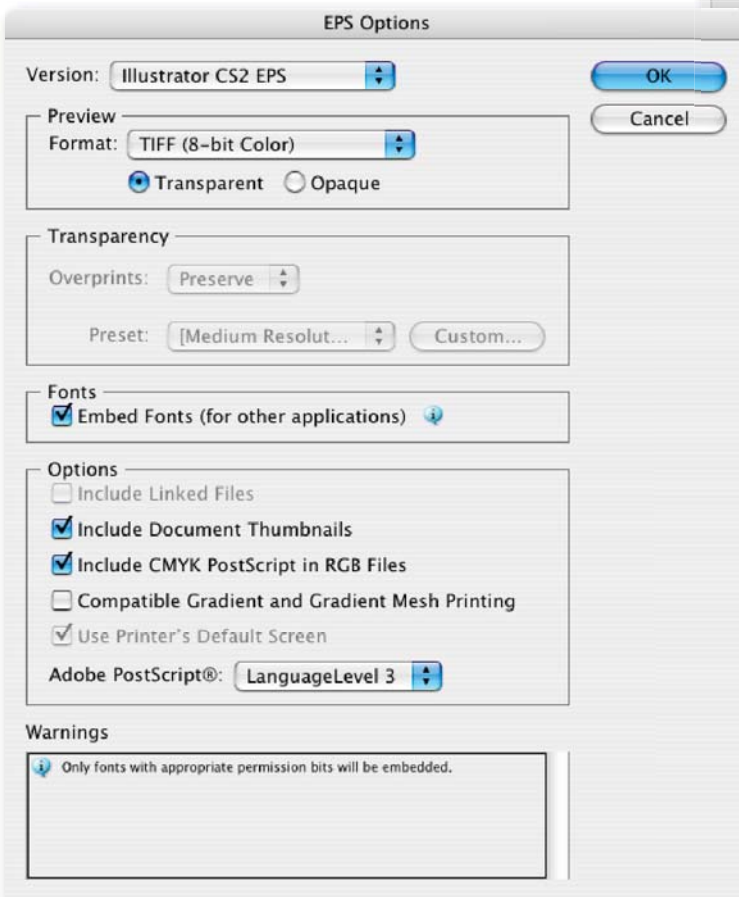 EPS Options
Version: Illustrator CS2 EPS
OK
Cancel
Preview
Format: TIFF (8-bit Color)
Transparent Opaque
Transparency
Overprints: Preserve
Preset: [Medium Resolut... Custom...
Fonts
Embed Fonts (for other applications)
Options
Include Linked Files
Include Document Thumbnails
Include CMYK PostScript in RGB Files
Compatible Gradient and Gradient Mesh Printing
Use Printer's Default Screen
Adobe PostScript®: LanguageLevel 3
Warnings
Only fonts with appropriate permission bits will be embedded.